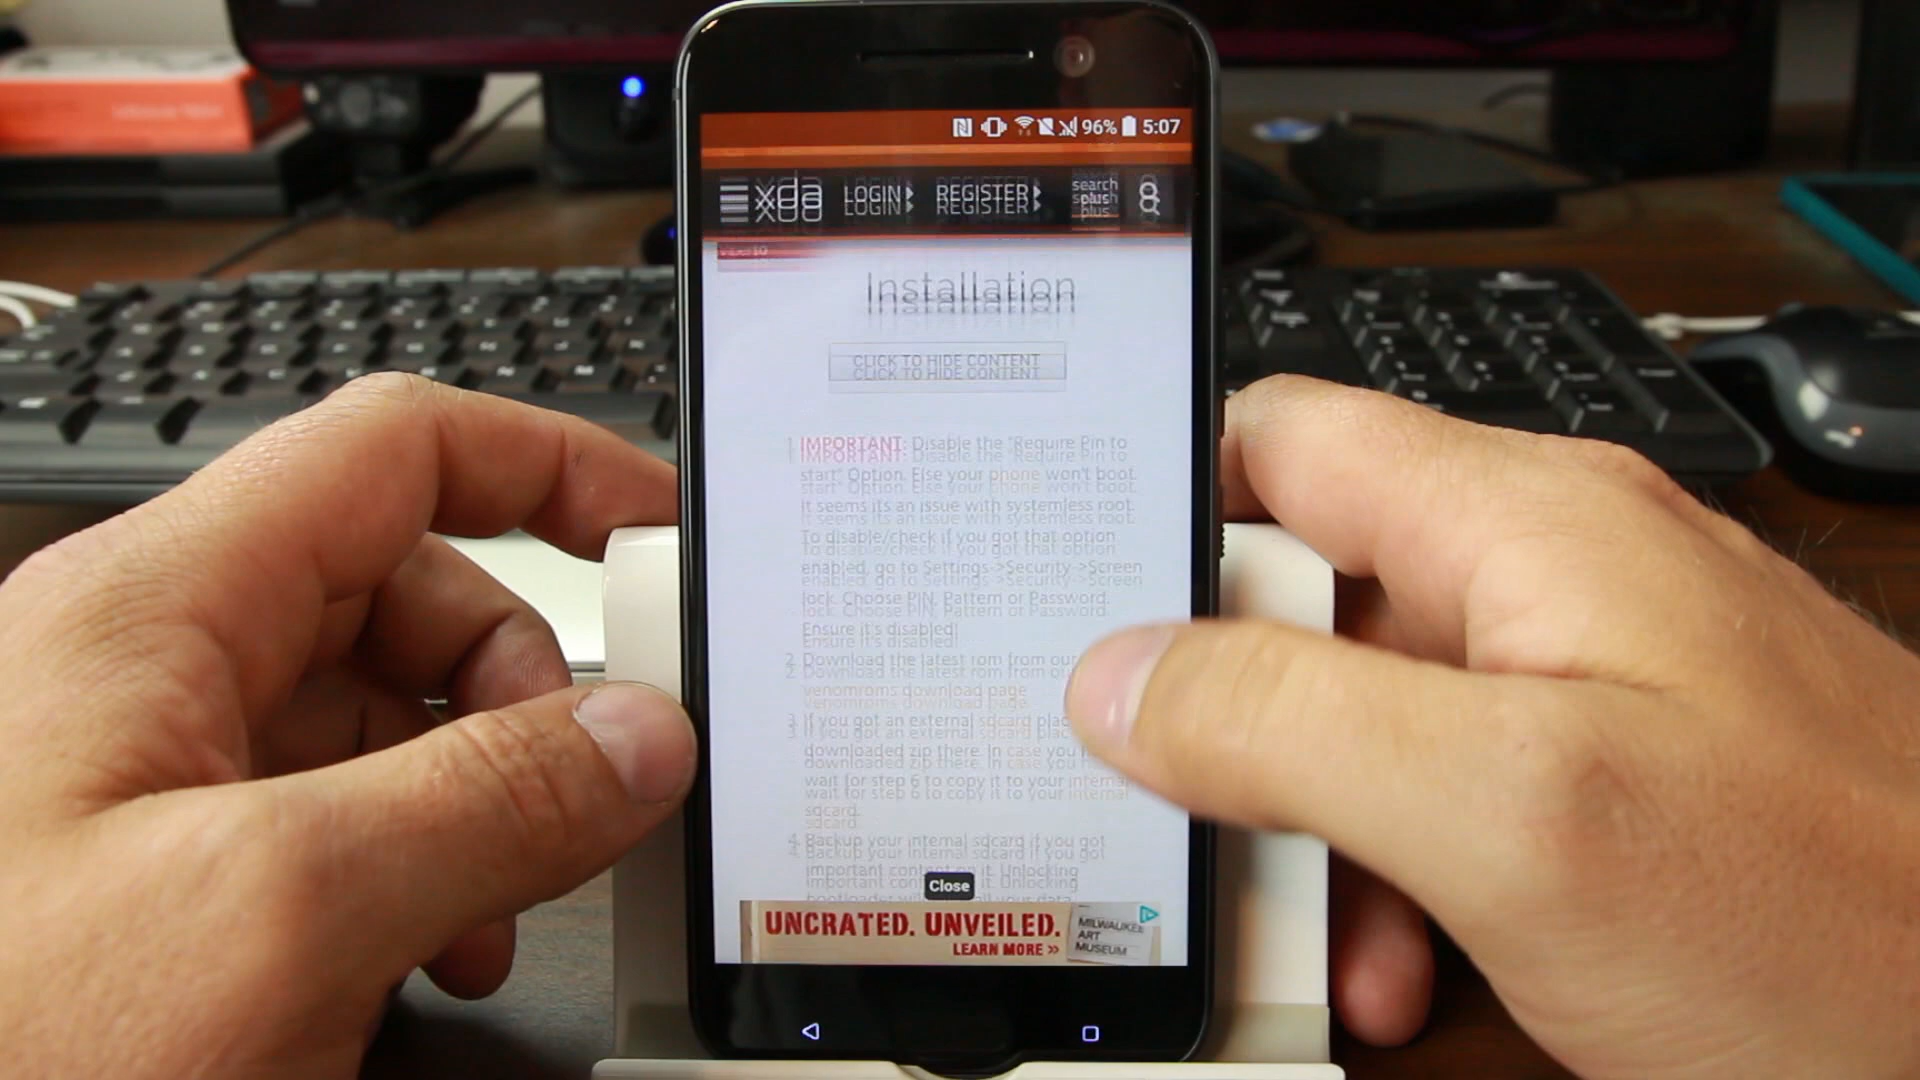 96% 5:07
xda LOGIN REGISTER search plus
Installation
CLICK TO HIDE CONTENT
1 IMPORTANT: Disable the "Require Pin to
start" Option. Else your phone won't boot.
It seems its an issue with systemless root.
To disable/check if you got that option
enabled, go to Settings->Security->Screen
lock. Choose PIN, Pattern or Password.
Ensure it's disabled!
2 Download the latest rom from our
venomroms download page
3 If you got an external sdcard
downloaded zip there. In case you
wait for step 6 to copy it to your internal
sdcard.
4 Backup your internal sdcard if you got
important content on it. Unlocking
bootloader your data
Close
UNCRATED. UNVEILED.
LEARN MORE »
MILWAUKEE
ART
MUSEUM